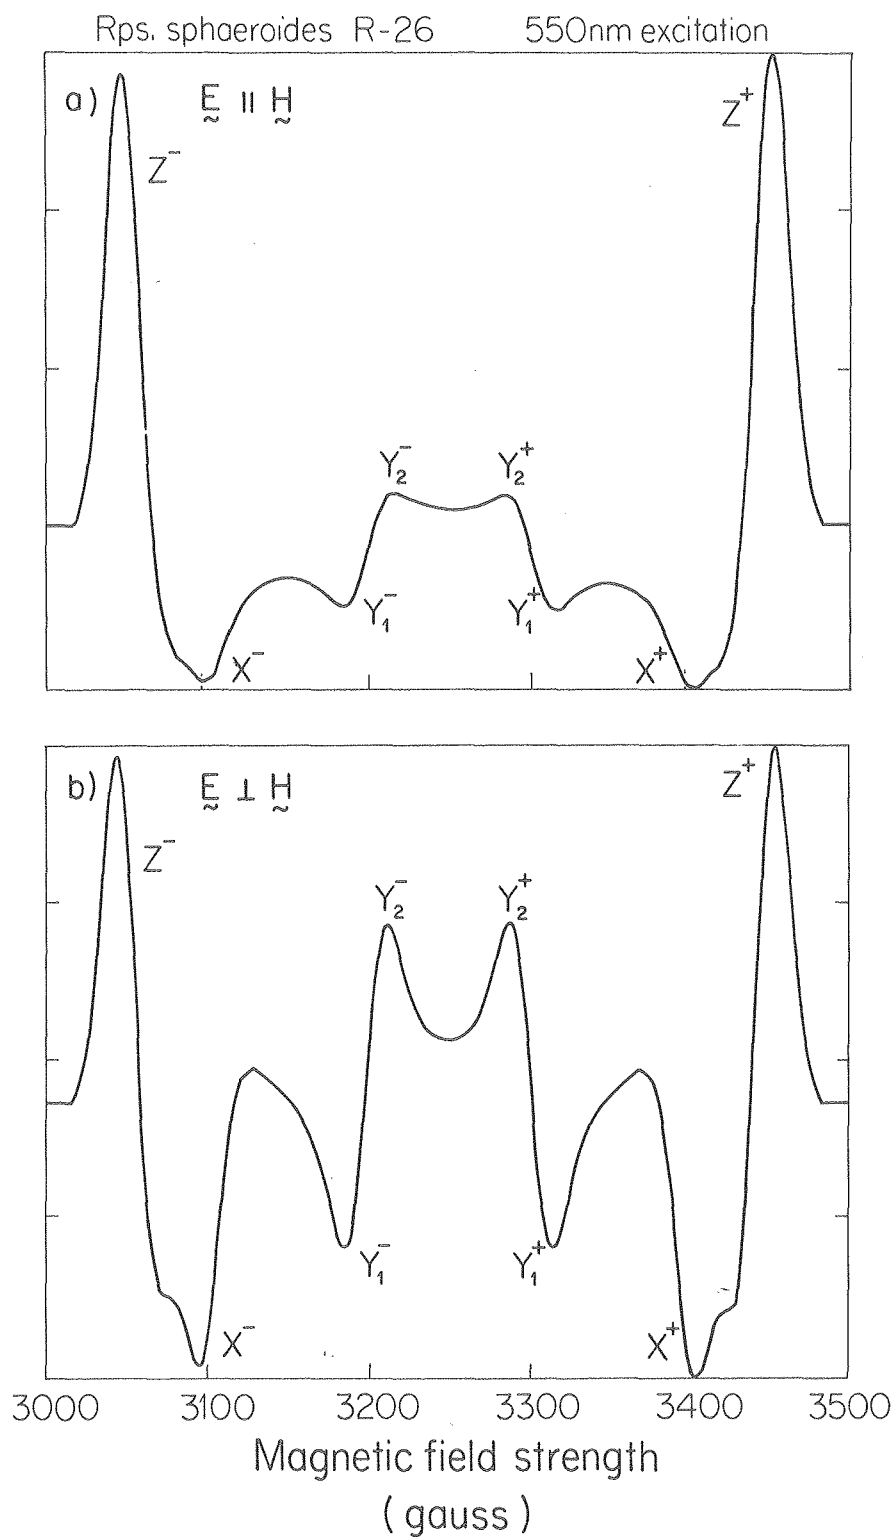 Rps. sphaeroides R-26 550nm excitation
a) E ॥ H
Z⁻
Z⁺
Y₂⁻ Y₂⁺
Y₁⁻ Y₁⁺
X⁻ X⁺
b) E ⊥ H
Z⁺
Z⁻
Y₂⁻ Y₂⁺
Y₁⁻ Y₁⁺
X⁻ X⁺
3000 3100 3200 3300 3400 3500
Magnetic field strength
(gauss)